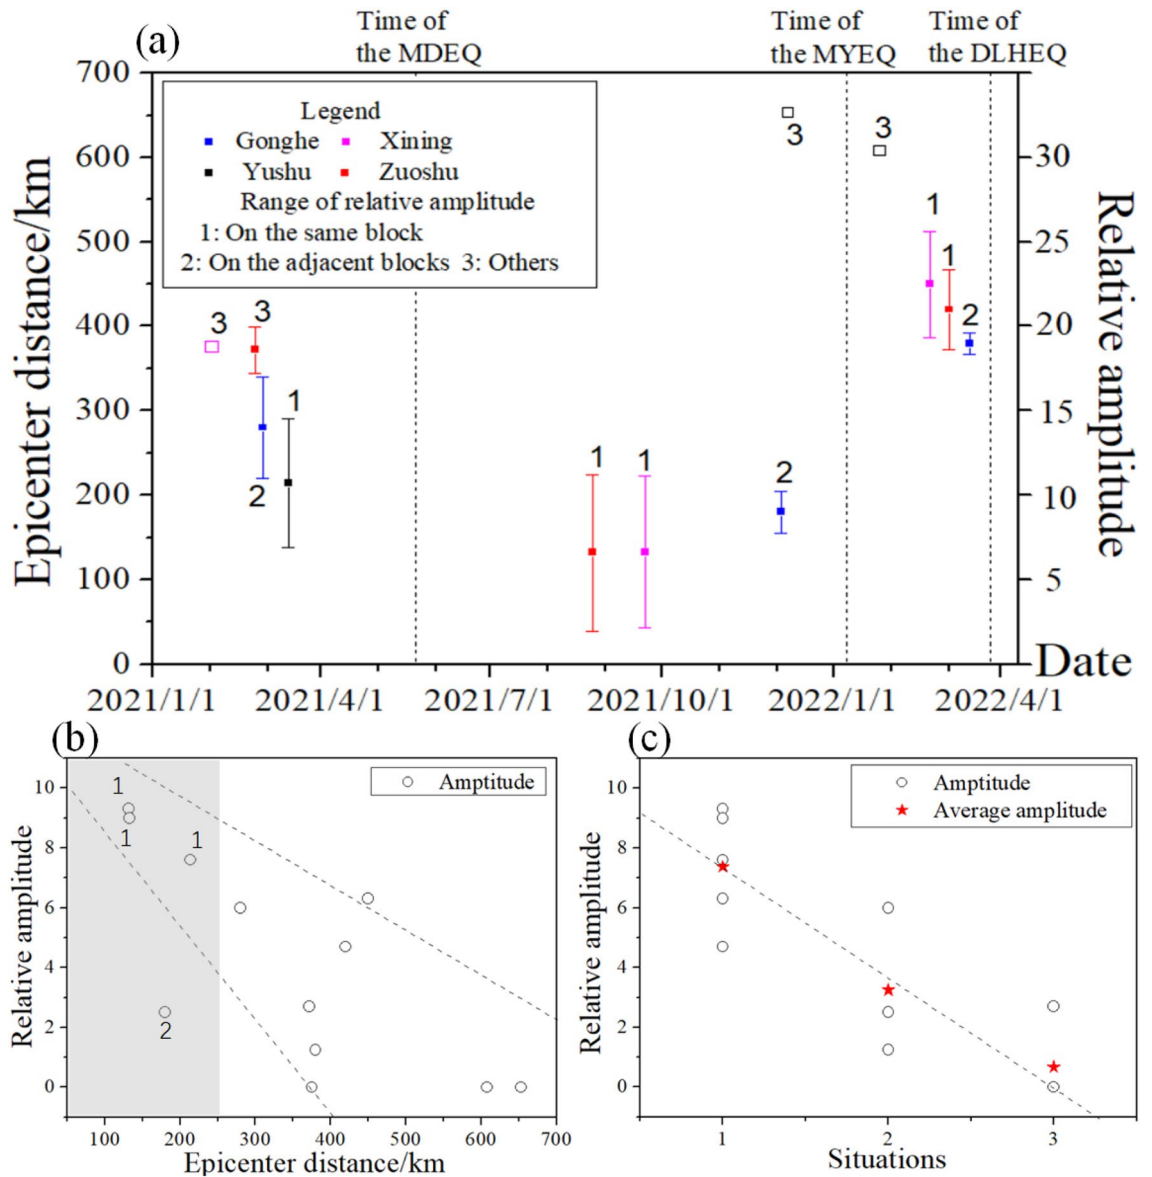 (a)
Time of
the MDEQ
Time of
the MYEQ
Time of
the DLHEQ
700
600
500
400
300
200
100
0
Epicenter distance/km
Legend
Gonghe Xining
Yushu Zuoshu
Range of relative amplitude
1: On the same block
2: On the adjacent blocks 3: Others
3
3
2
1
1
1
2
3
3
1
1
2
30
25
20
15
10
5
Relative amplitude
Date
2021/1/1 2021/4/1 2021/7/1 2021/10/1 2022/1/1 2022/4/1
(b)
10
8
6
4
2
0
Relative amplitude
1
1
1
2
Amptitude
100 200 300 400 500 600 700
Epicenter distance/km
(c)
10
8
6
4
2
0
Relative amplitude
Amptitude
Average amplitude
1 2 3
Situations